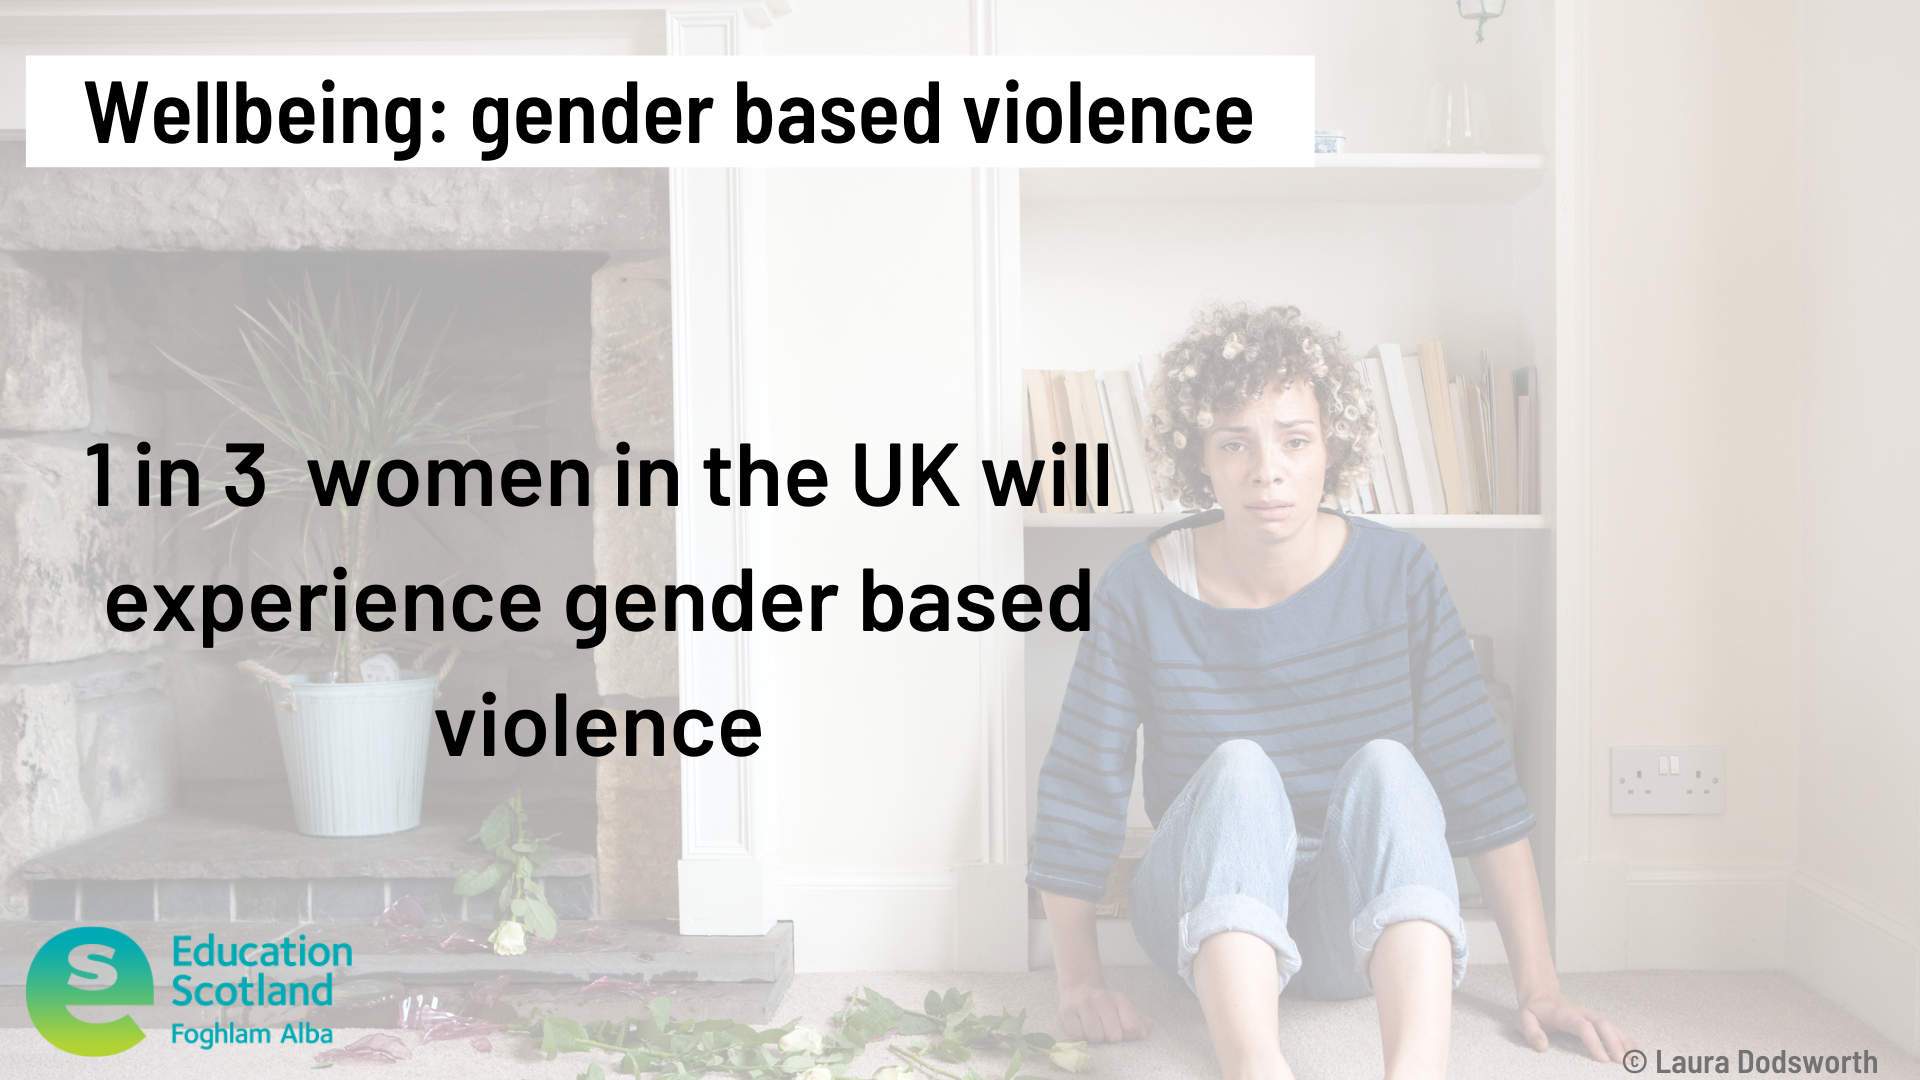 Wellbeing: gender based violence
1 in 3  women in the UK will
experience gender based
violence
Education
Scotland
Foghlam Alba
© Laura Dodsworth